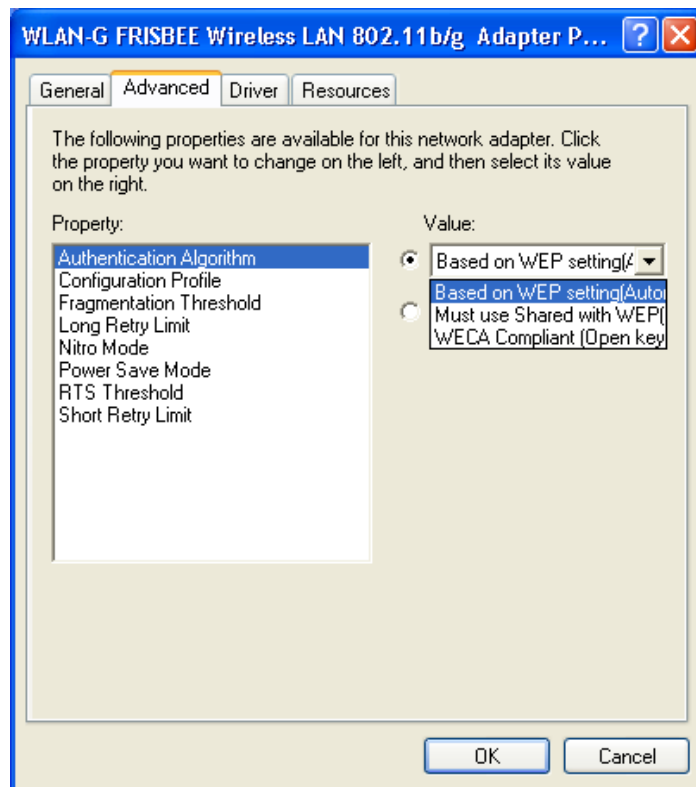 WLAN-G FRISBEE Wireless LAN 802.11b/g Adapter P... ?
General Advanced Driver Resources
The following properties are available for this network adapter. Click
the property you want to change on the left, and then select its value
on the right.
Property:
Authentication Algorithm
Configuration Profile
Fragmentation Threshold
Long Retry Limit
Nitro Mode
Power Save Mode
RTS Threshold
Short Retry Limit
Value:
Based on WEP setting(
Based on WEP setting(
Must use Shared with WEP(
WECA Compliant (Open key
OK Cancel